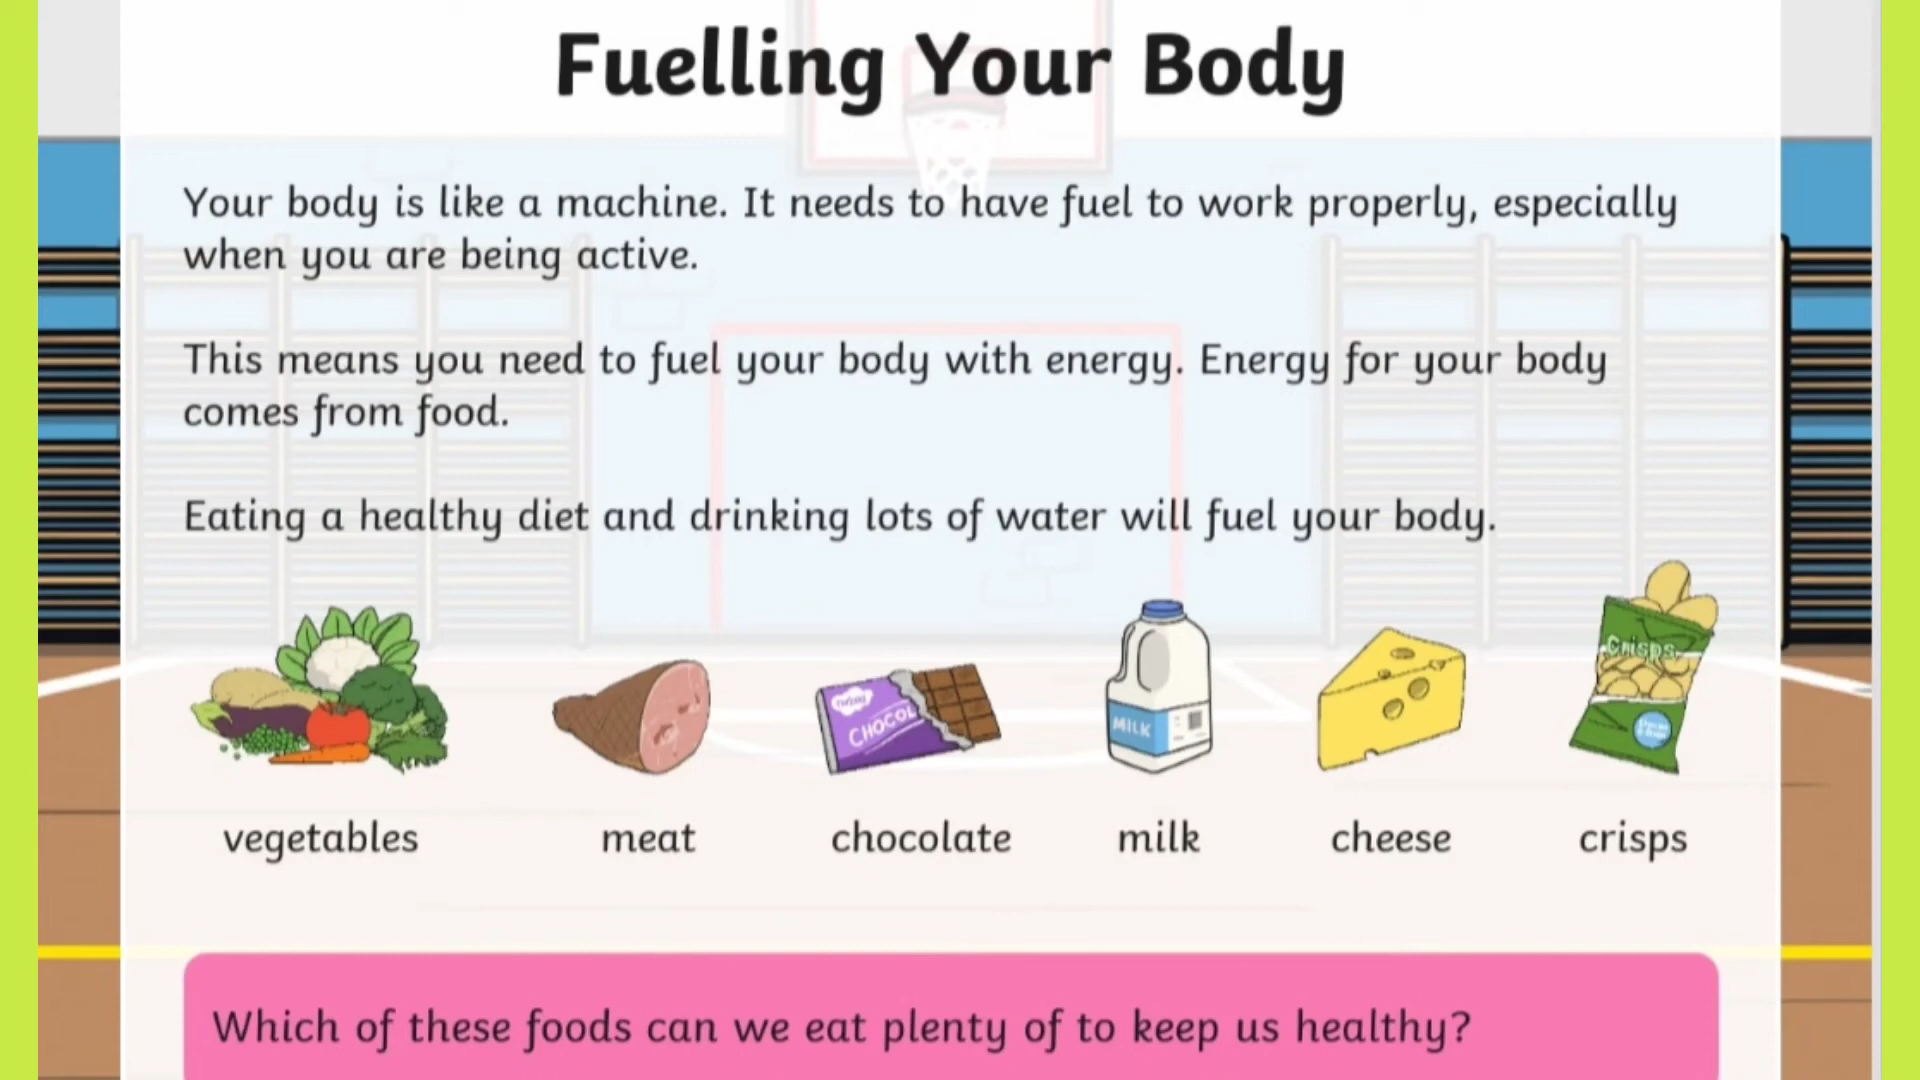 Fuelling Your Body
Your body is like a machine. It needs to have fuel to work properly, especially
when you are being active.
This means you need to fuel your body with energy. Energy for your body
comes from food.
Eating a healthy diet and drinking lots of water will fuel your body.
Crisps
CHOCOL
MILK
vegetables meat chocolate milk cheese crisps
Which of these foods can we eat plenty of to keep us healthy?